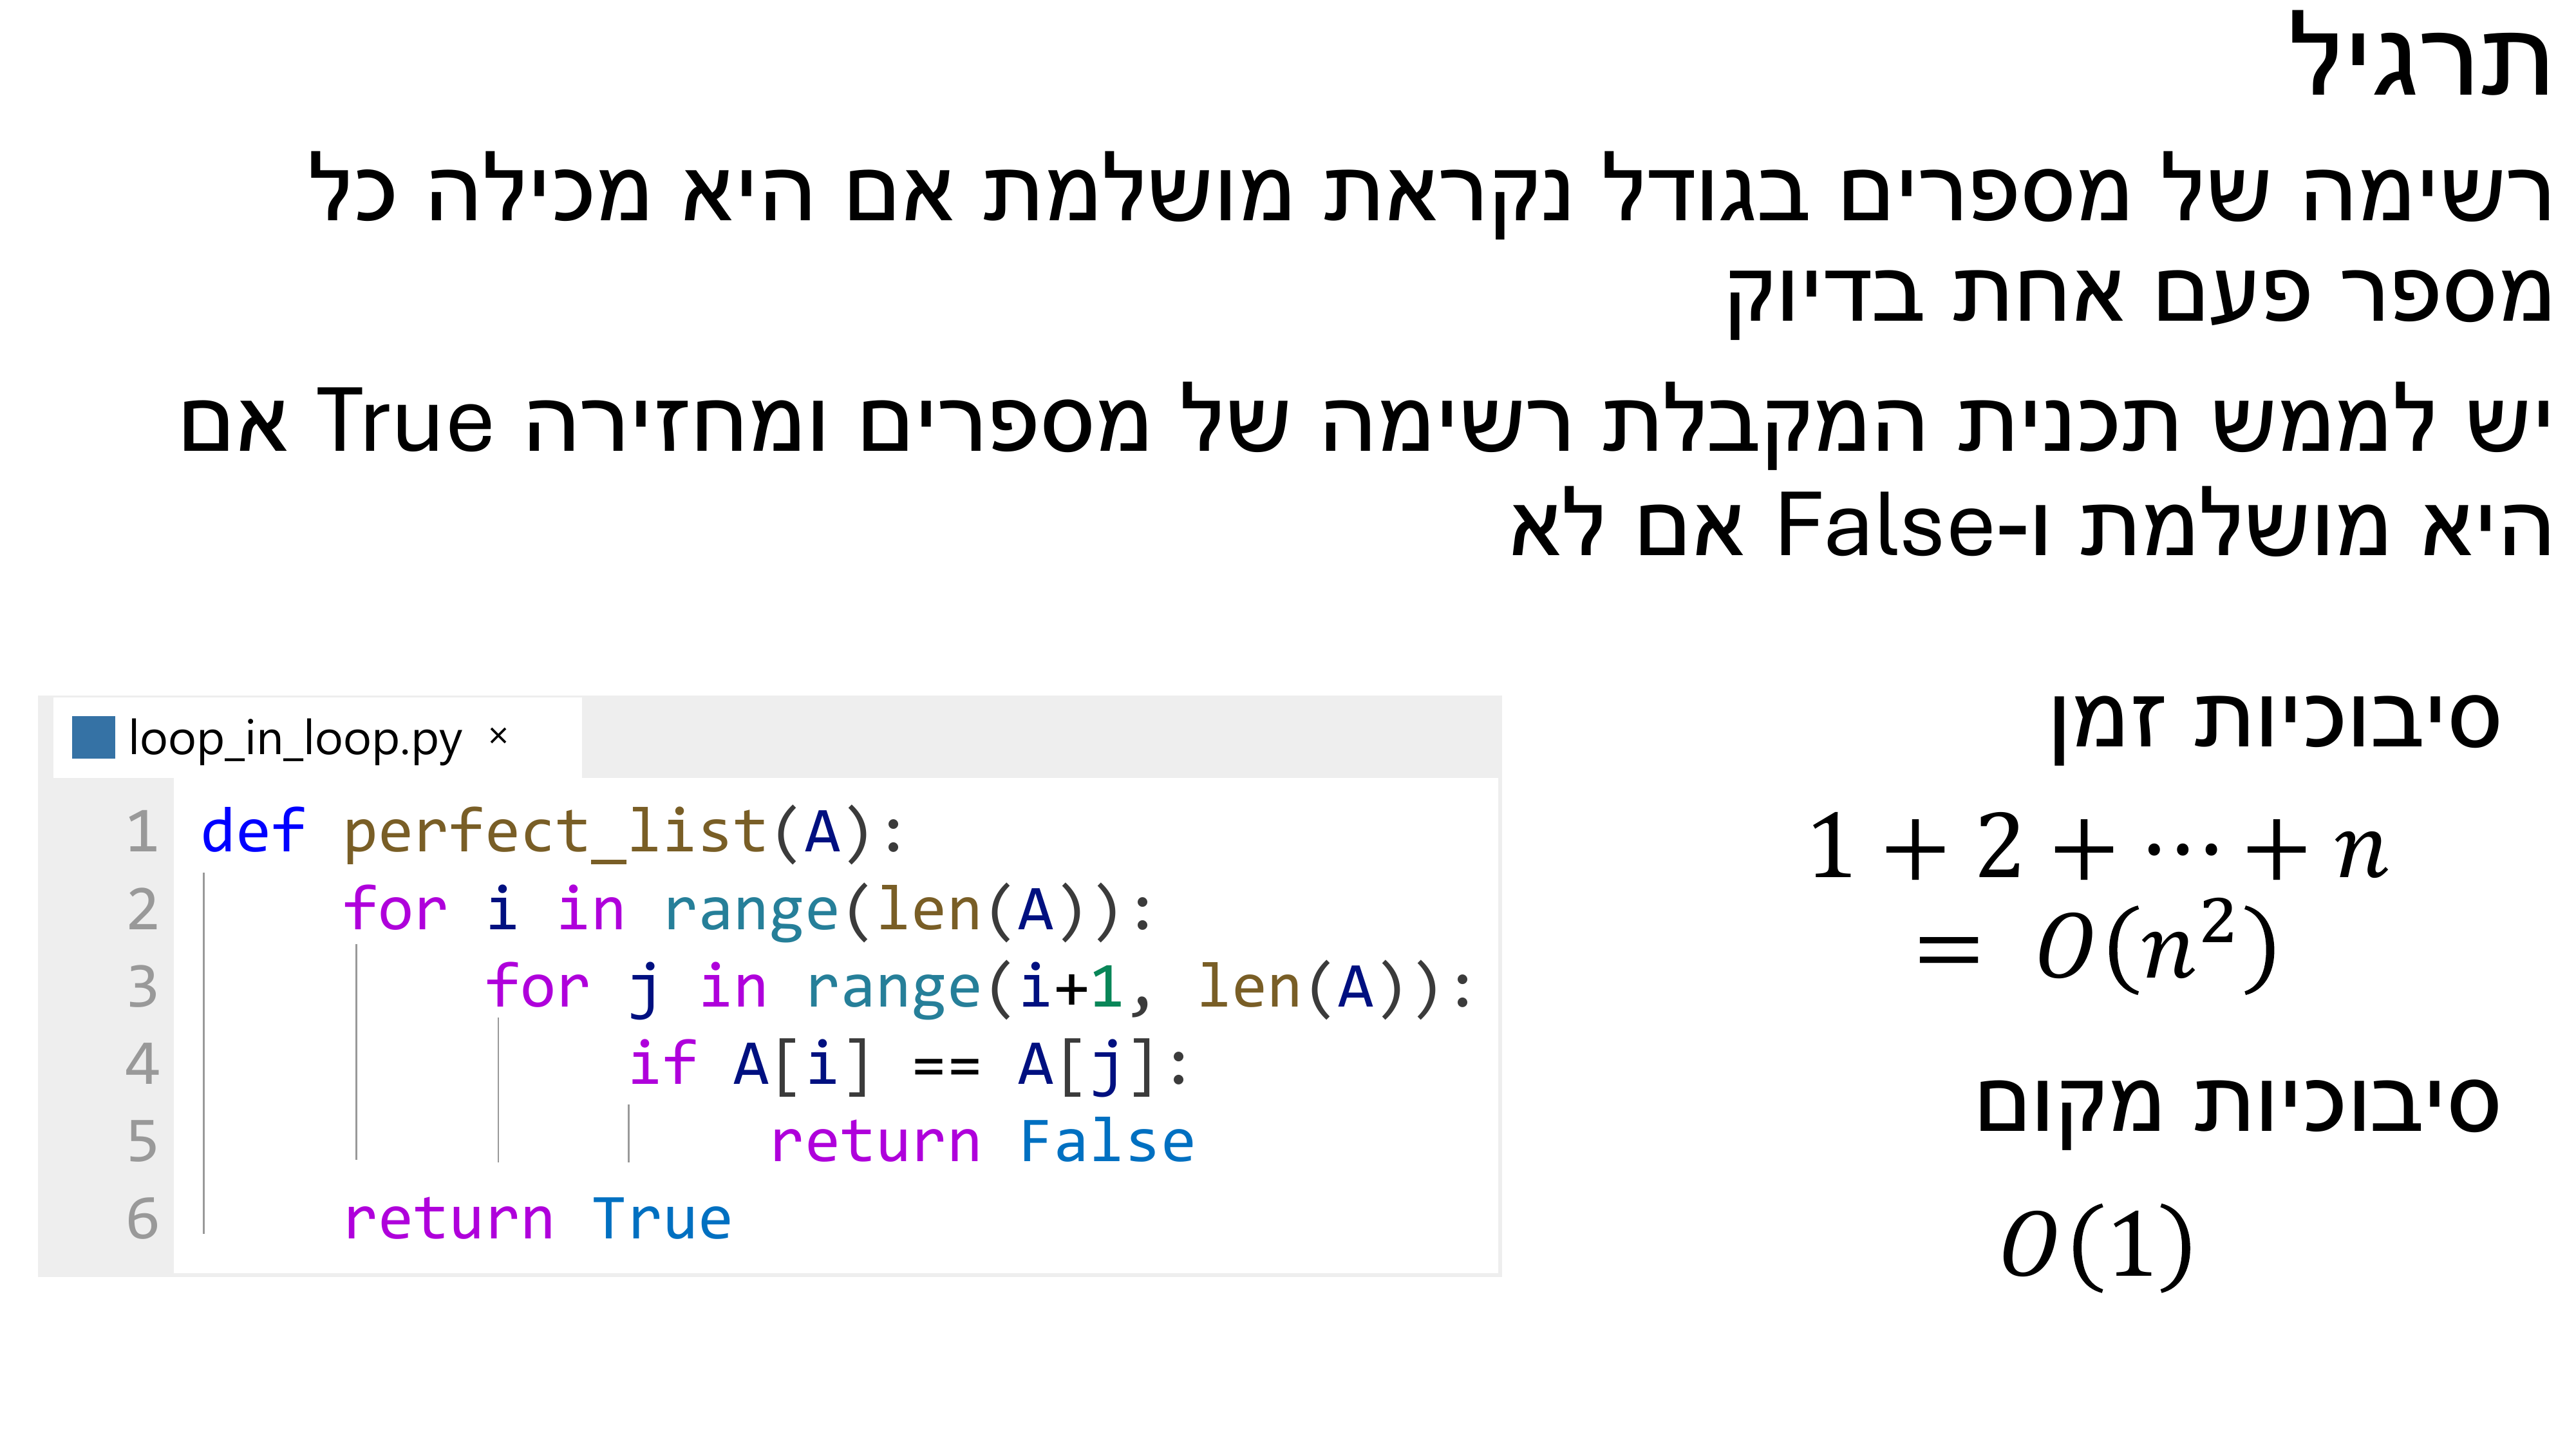 תרגיל
רשימה של מספרים בגודל נקראת מושלמת אם היא מכילה כל
מספר פעם אחת בדיוק
יש לממש תכנית המקבלת רשימה של מספרים ומחזירה True אם
היא מושלמת ו-False אם לא
loop_in_loop.py ×
1 def perfect_list(A):
2     for i in range(len(A)):
3         for j in range(i+1, len(A)):
4             if A[i] == A[j]:
5                 return False
6     return True
סיבוכיות זמן
1 + 2 + ⋯ + n
= O(n²)
סיבוכיות מקום
O(1)